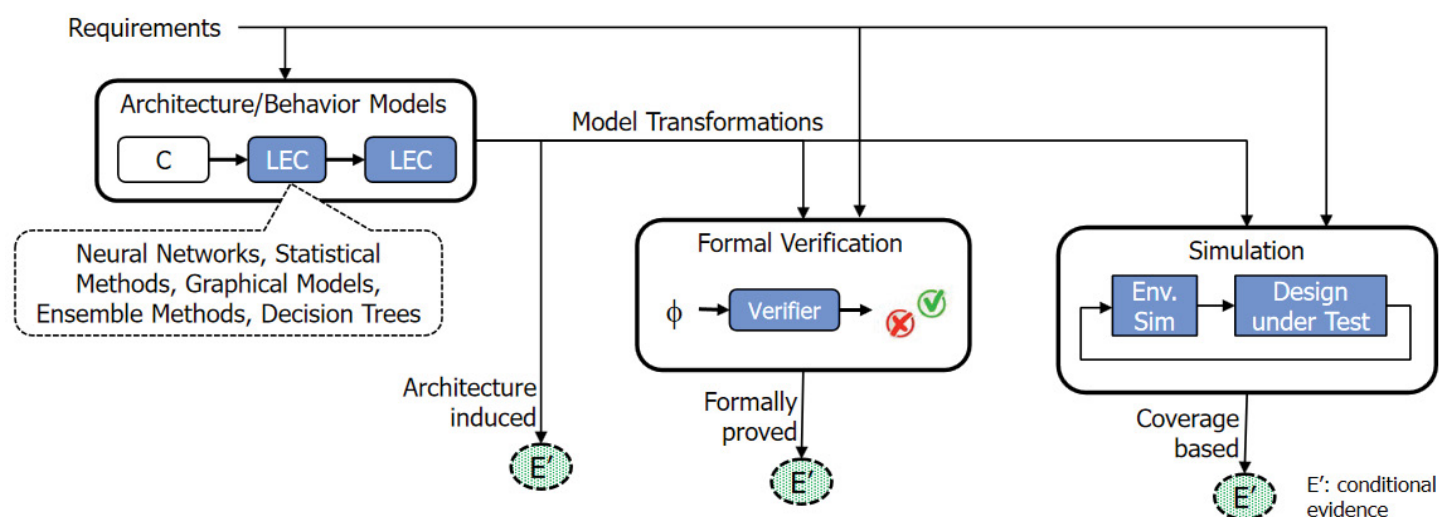 Requirements
Architecture/Behavior Models
C
LEC
LEC
Model Transformations
Neural Networks, Statistical
Methods, Graphical Models,
Ensemble Methods, Decision Trees
Formal Verification
ϕ
Verifier
Simulation
Env.
Sim
Design
under Test
Architecture
induced
E'
Formally
proved
E'
Coverage
based
E'
E': conditional
evidence